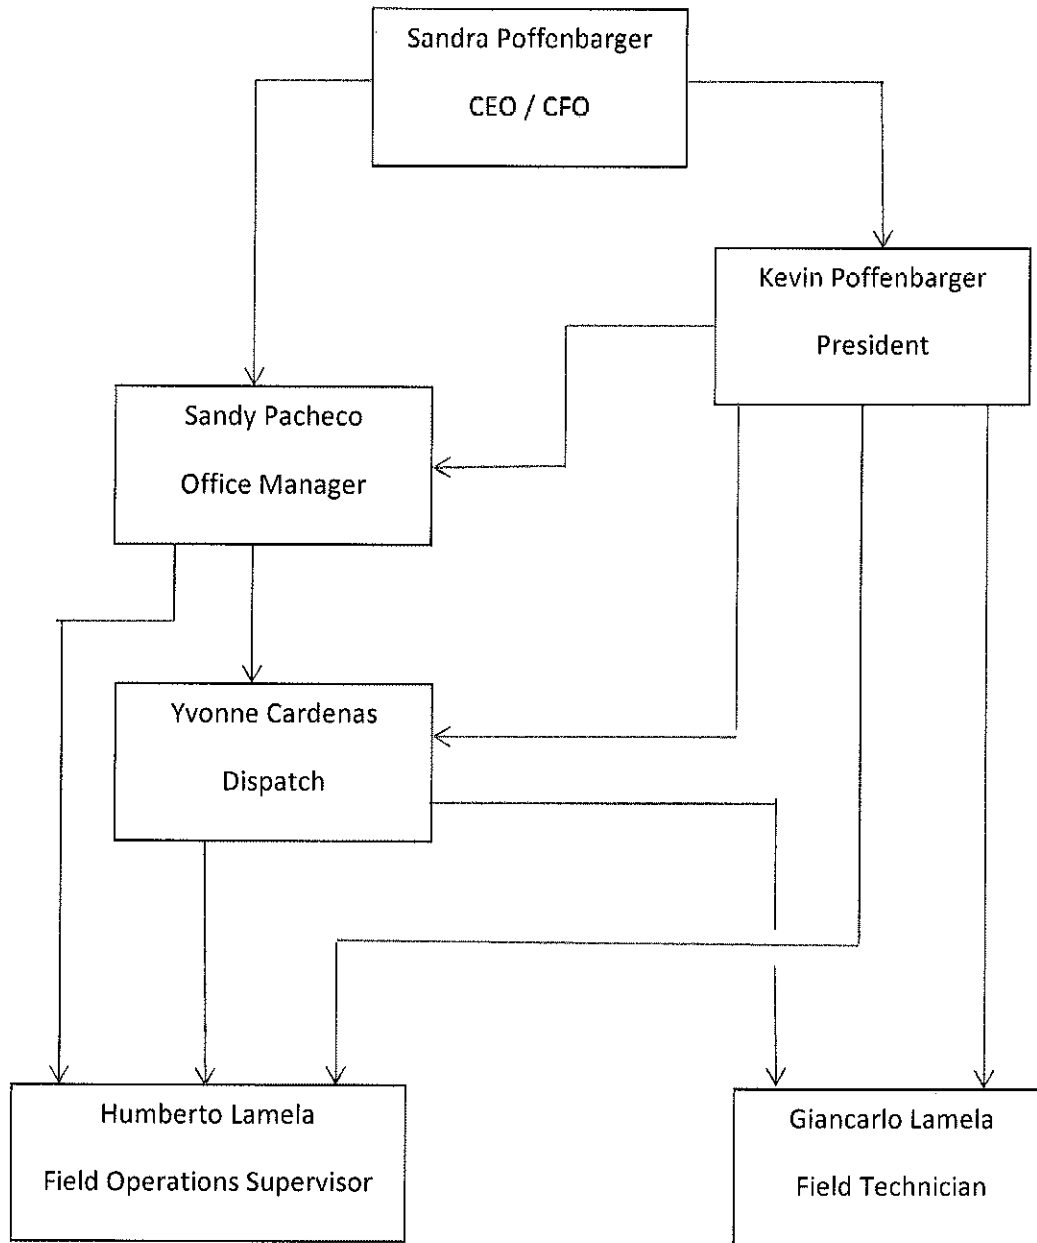 Sandra Poffenbarger
CEO / CFO
Kevin Poffenbarger
President
Sandy Pacheco
Office Manager
Yvonne Cardenas
Dispatch
Humberto Lamela
Field Operations Supervisor
Giancarlo Lamela
Field Technician